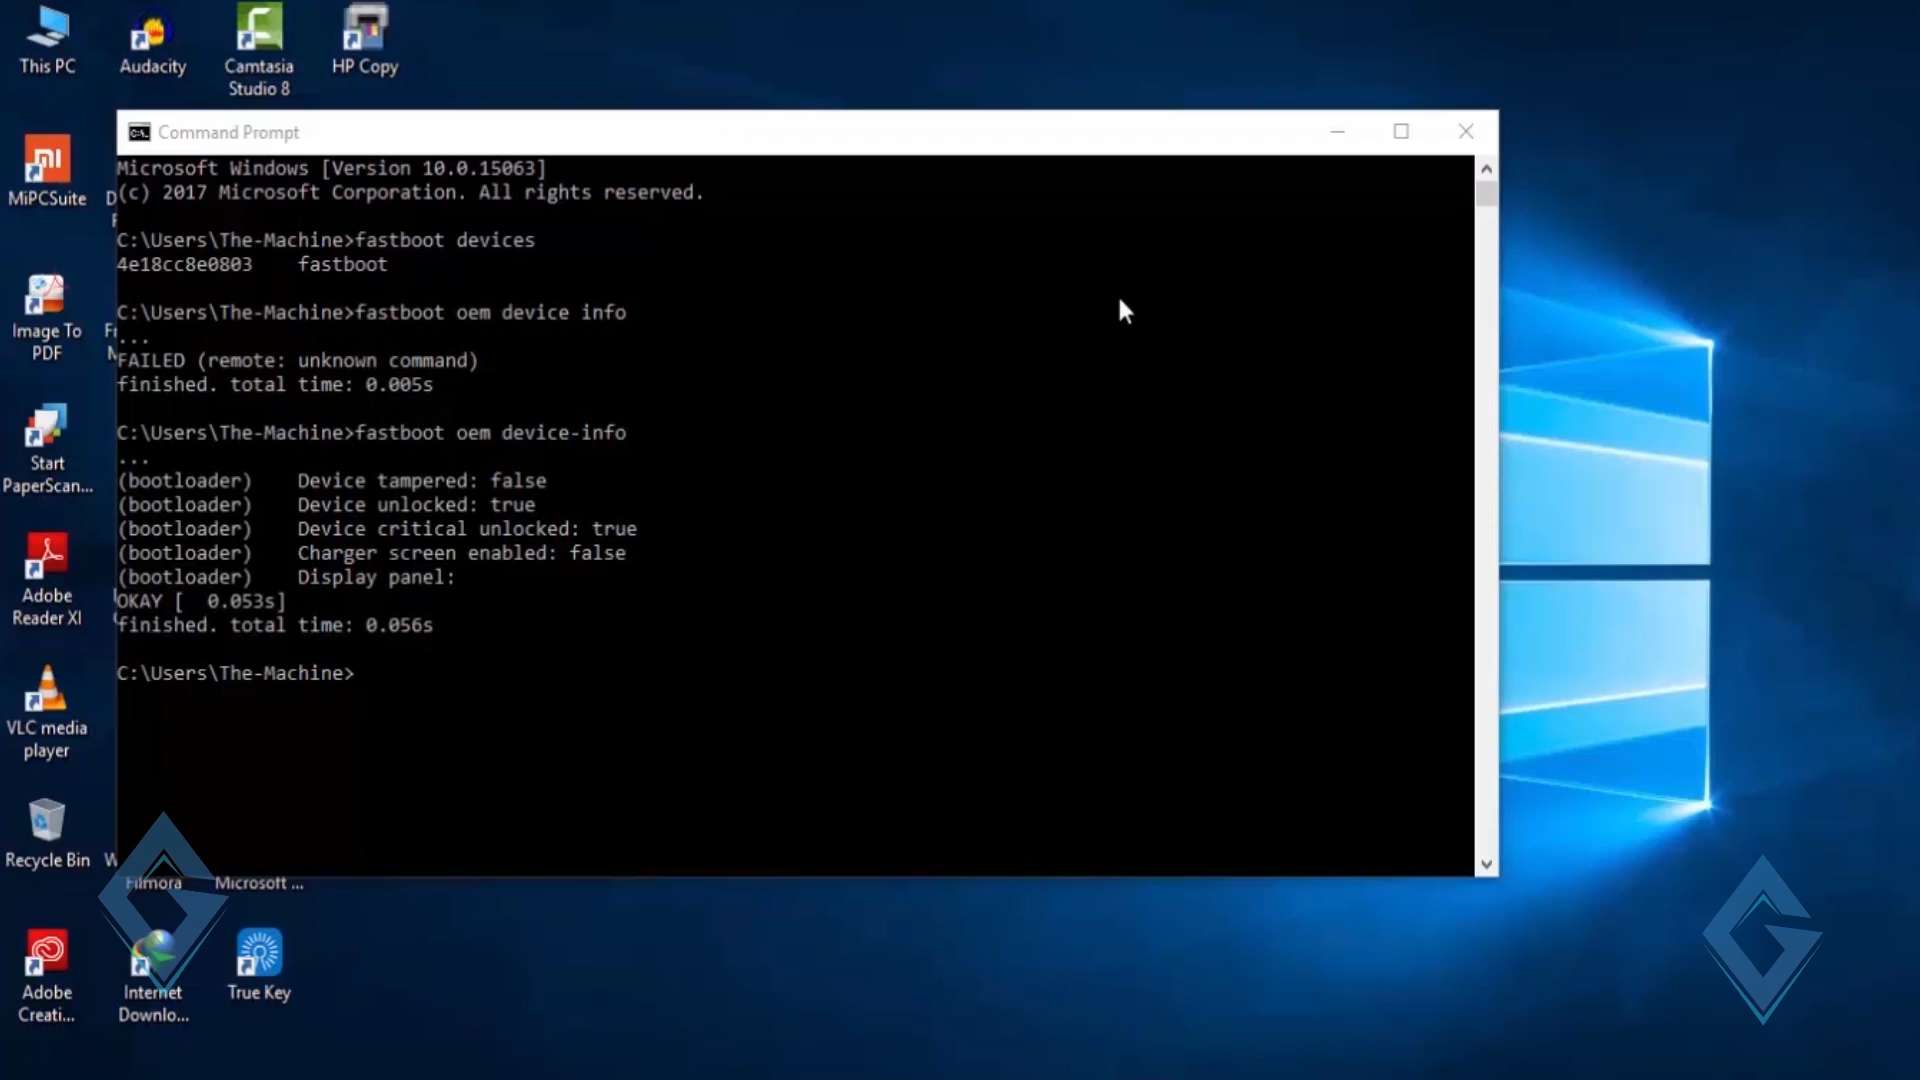 This PC
Audacity
Camtasia
Studio 8
HP Copy
MiPCSuite
Image To
PDF
Start
PaperScan...
Adobe
Reader XI
VLC media
player
Recycle Bin
Filmora
Microsoft ...
Adobe
Creati...
Internet
Downlo...
True Key
Command Prompt
Microsoft Windows [Version 10.0.15063]
(c) 2017 Microsoft Corporation. All rights reserved.
C:\Users\The-Machine>fastboot devices
4e18cc8e0803    fastboot
C:\Users\The-Machine>fastboot oem device info
...
FAILED (remote: unknown command)
finished. total time: 0.005s
C:\Users\The-Machine>fastboot oem device-info
...
(bootloader)    Device tampered: false
(bootloader)    Device unlocked: true
(bootloader)    Device critical unlocked: true
(bootloader)    Charger screen enabled: false
(bootloader)    Display panel:
OKAY [  0.053s]
finished. total time: 0.056s
C:\Users\The-Machine>